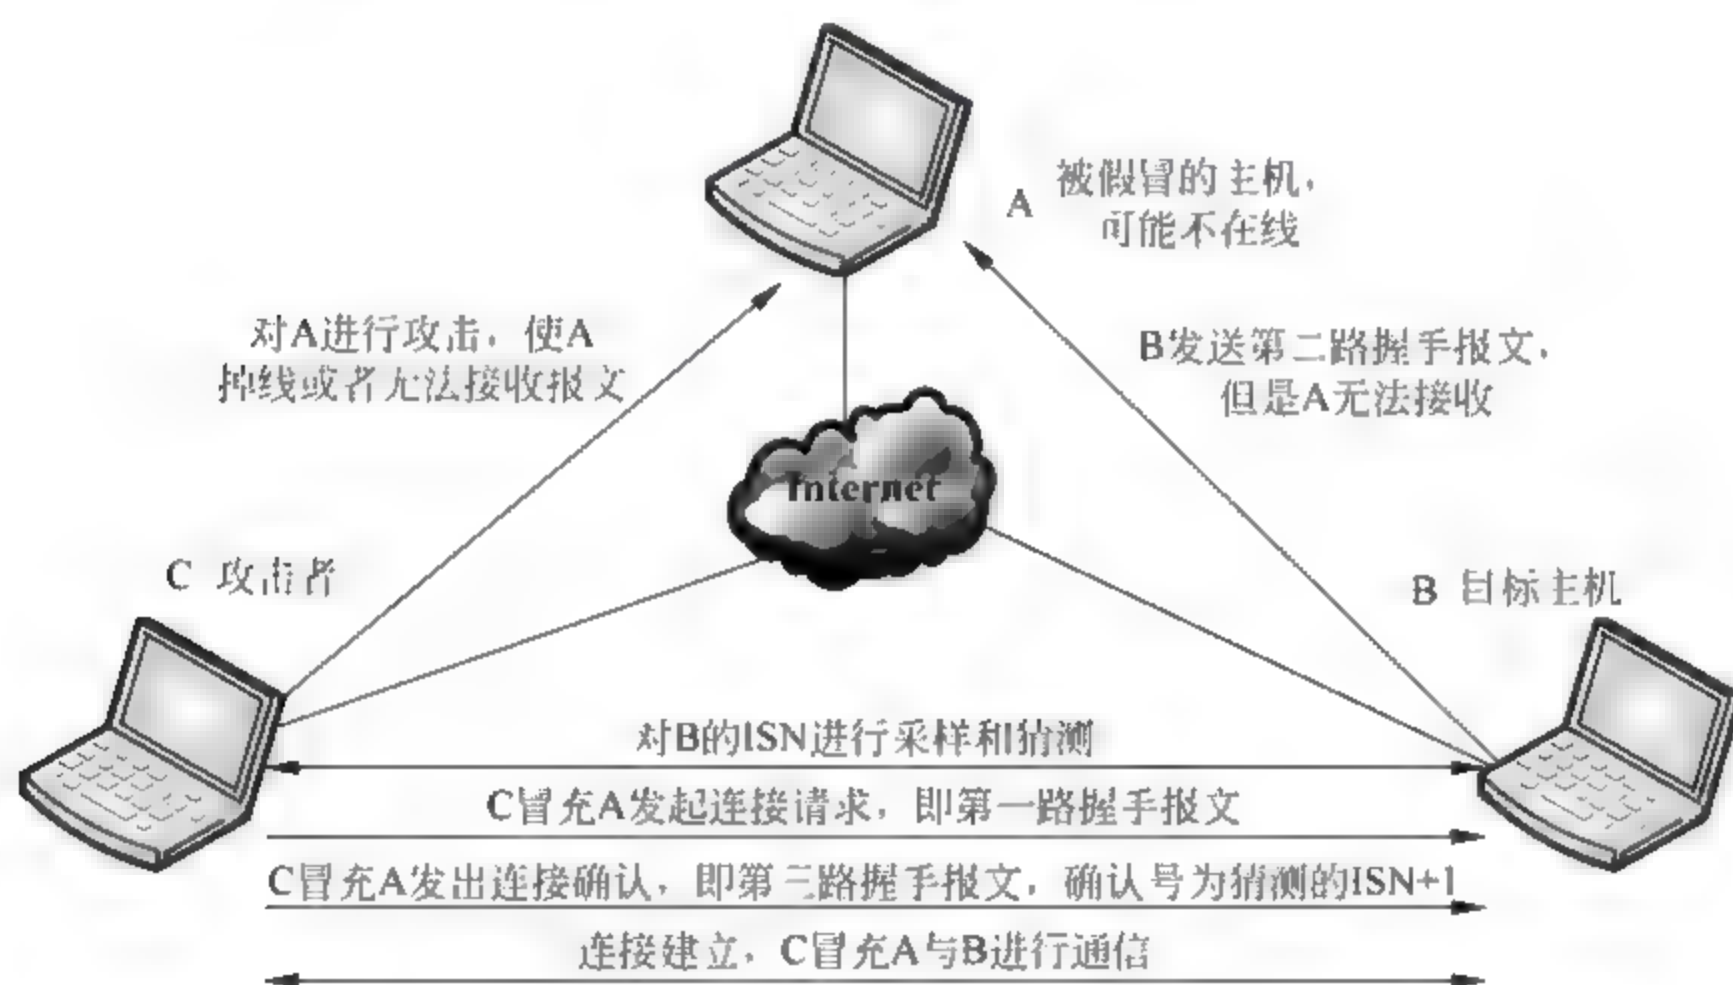 A
被假冒的主机,
可能不在线
对A进行攻击, 使A
掉线或者无法接收报文
B发送第二路握手报文,
但是A无法接收
Internet
C 攻击者
B 目标主机
对B的ISN进行采样和猜测
C冒充A发起连接请求, 即第一路握手报文
C冒充A发出连接确认, 即第三路握手报文, 确认号为猜测的ISN+1
连接建立, C冒充A与B进行通信